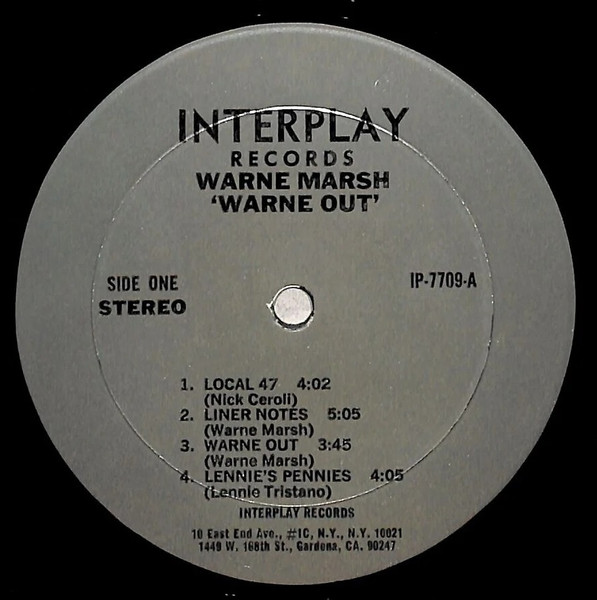 INTERPLAY
RECORDS
WARNE MARSH
'WARNE OUT'
SIDE ONE
STEREO
IP-7709-A
1. LOCAL 47 4:02
(Nick Ceroli)
2. LINER NOTES 5:05
(Warne Marsh)
3. WARNE OUT 3:45
(Warne Marsh)
4. LENNIE'S PENNIES 4:05
(Lennie Tristano)
INTERPLAY RECORDS
10 East End Ave., #1C, N.Y., N.Y. 10021
1449 W. 168th St., Gardena, CA. 90247